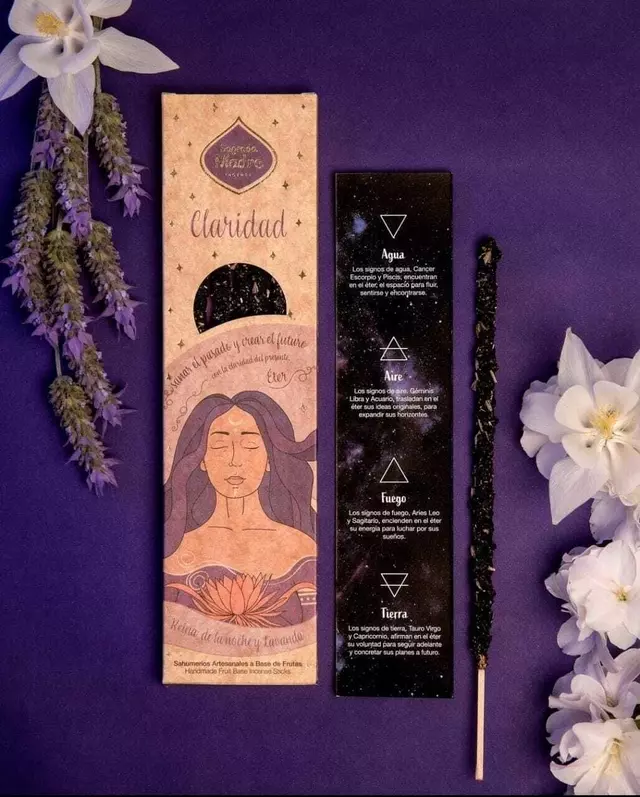 Sagrada
Madre
INCENSE
Claridad
sanar el pasado y crear el futuro
con la claridad del presente
Éter
Reina de la noche y Lavanda
Sahumerios Artesanales a Base de Frutas
Handmade Fruit Base Incense Sticks
Agua
Los signos de agua, Cancer
Escorpio y Piscis, encuentran
en el éter, el espacio para fluir,
sentirse y encontrarse.
Aire
Los signos de aire, Géminis
Libra y Acuario, trasladan en el
éter sus ideas originales, para
expandir sus horizontes.
Fuego
Los signos de fuego, Aries Leo
y Sagitario, encienden en el éter
su energía para luchar por sus
sueños.
Tierra
Los signos de tierra, Tauro Virgo
y Capricornio, afirman en el éter
su voluntad para seguir adelante
y concretar sus planes a futuro.